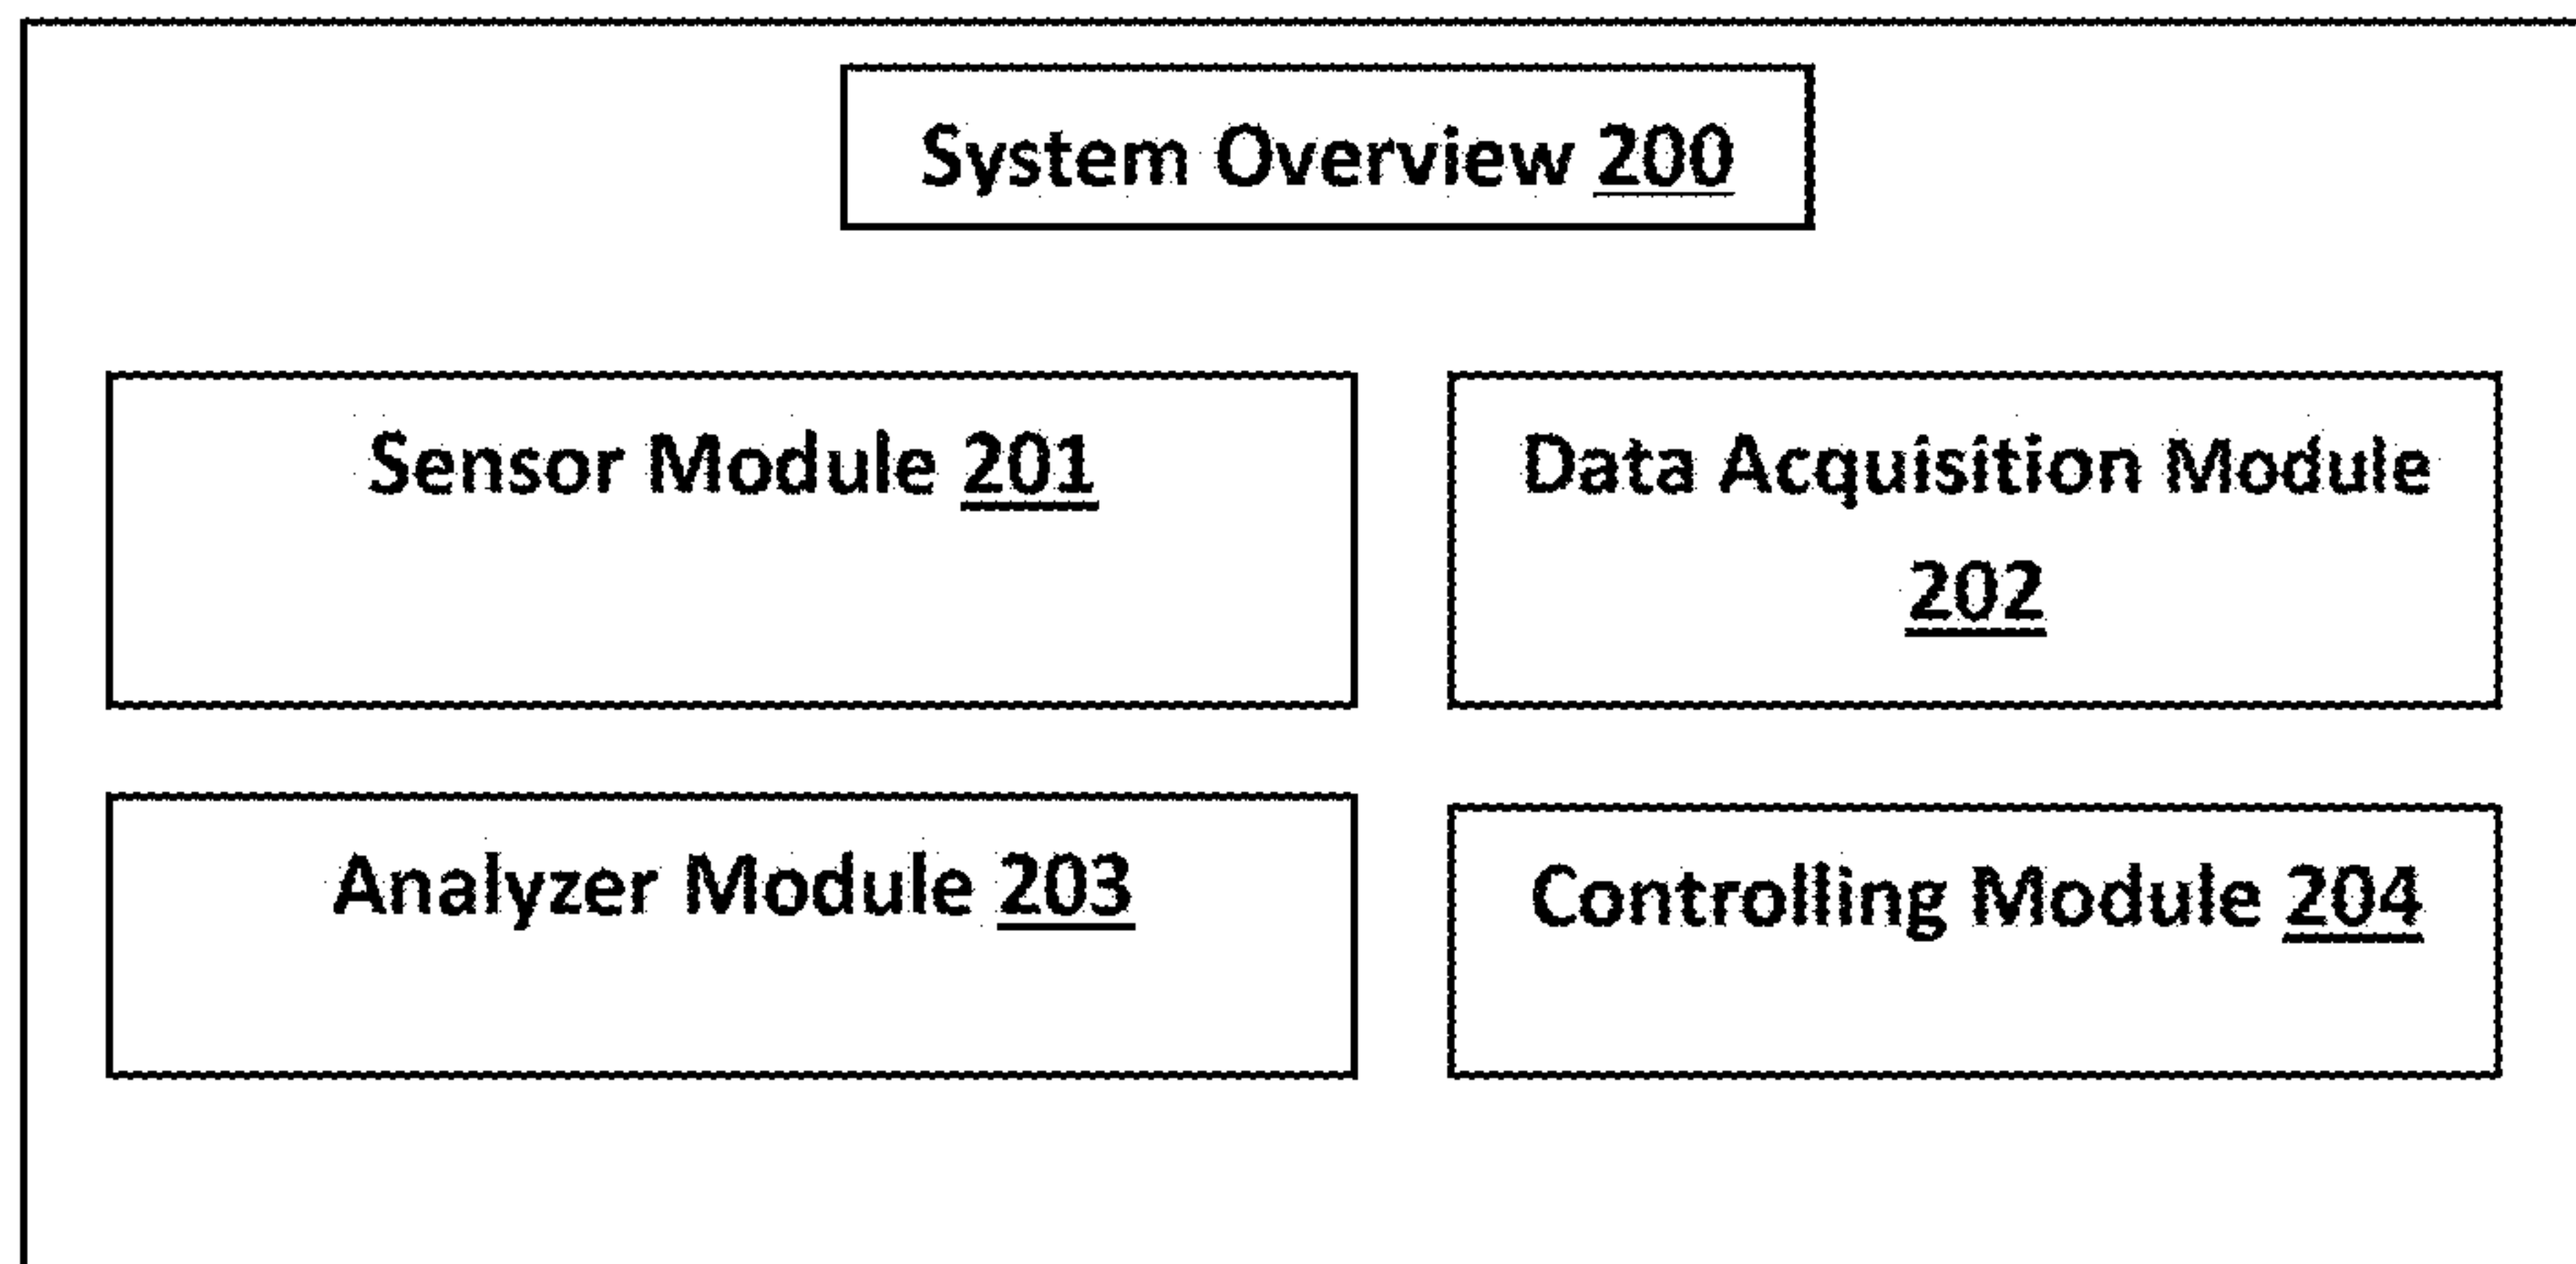 System Overview 200
Sensor Module 201
Data Acquisition Module
202
Analyzer Module 203
Controlling Module 204